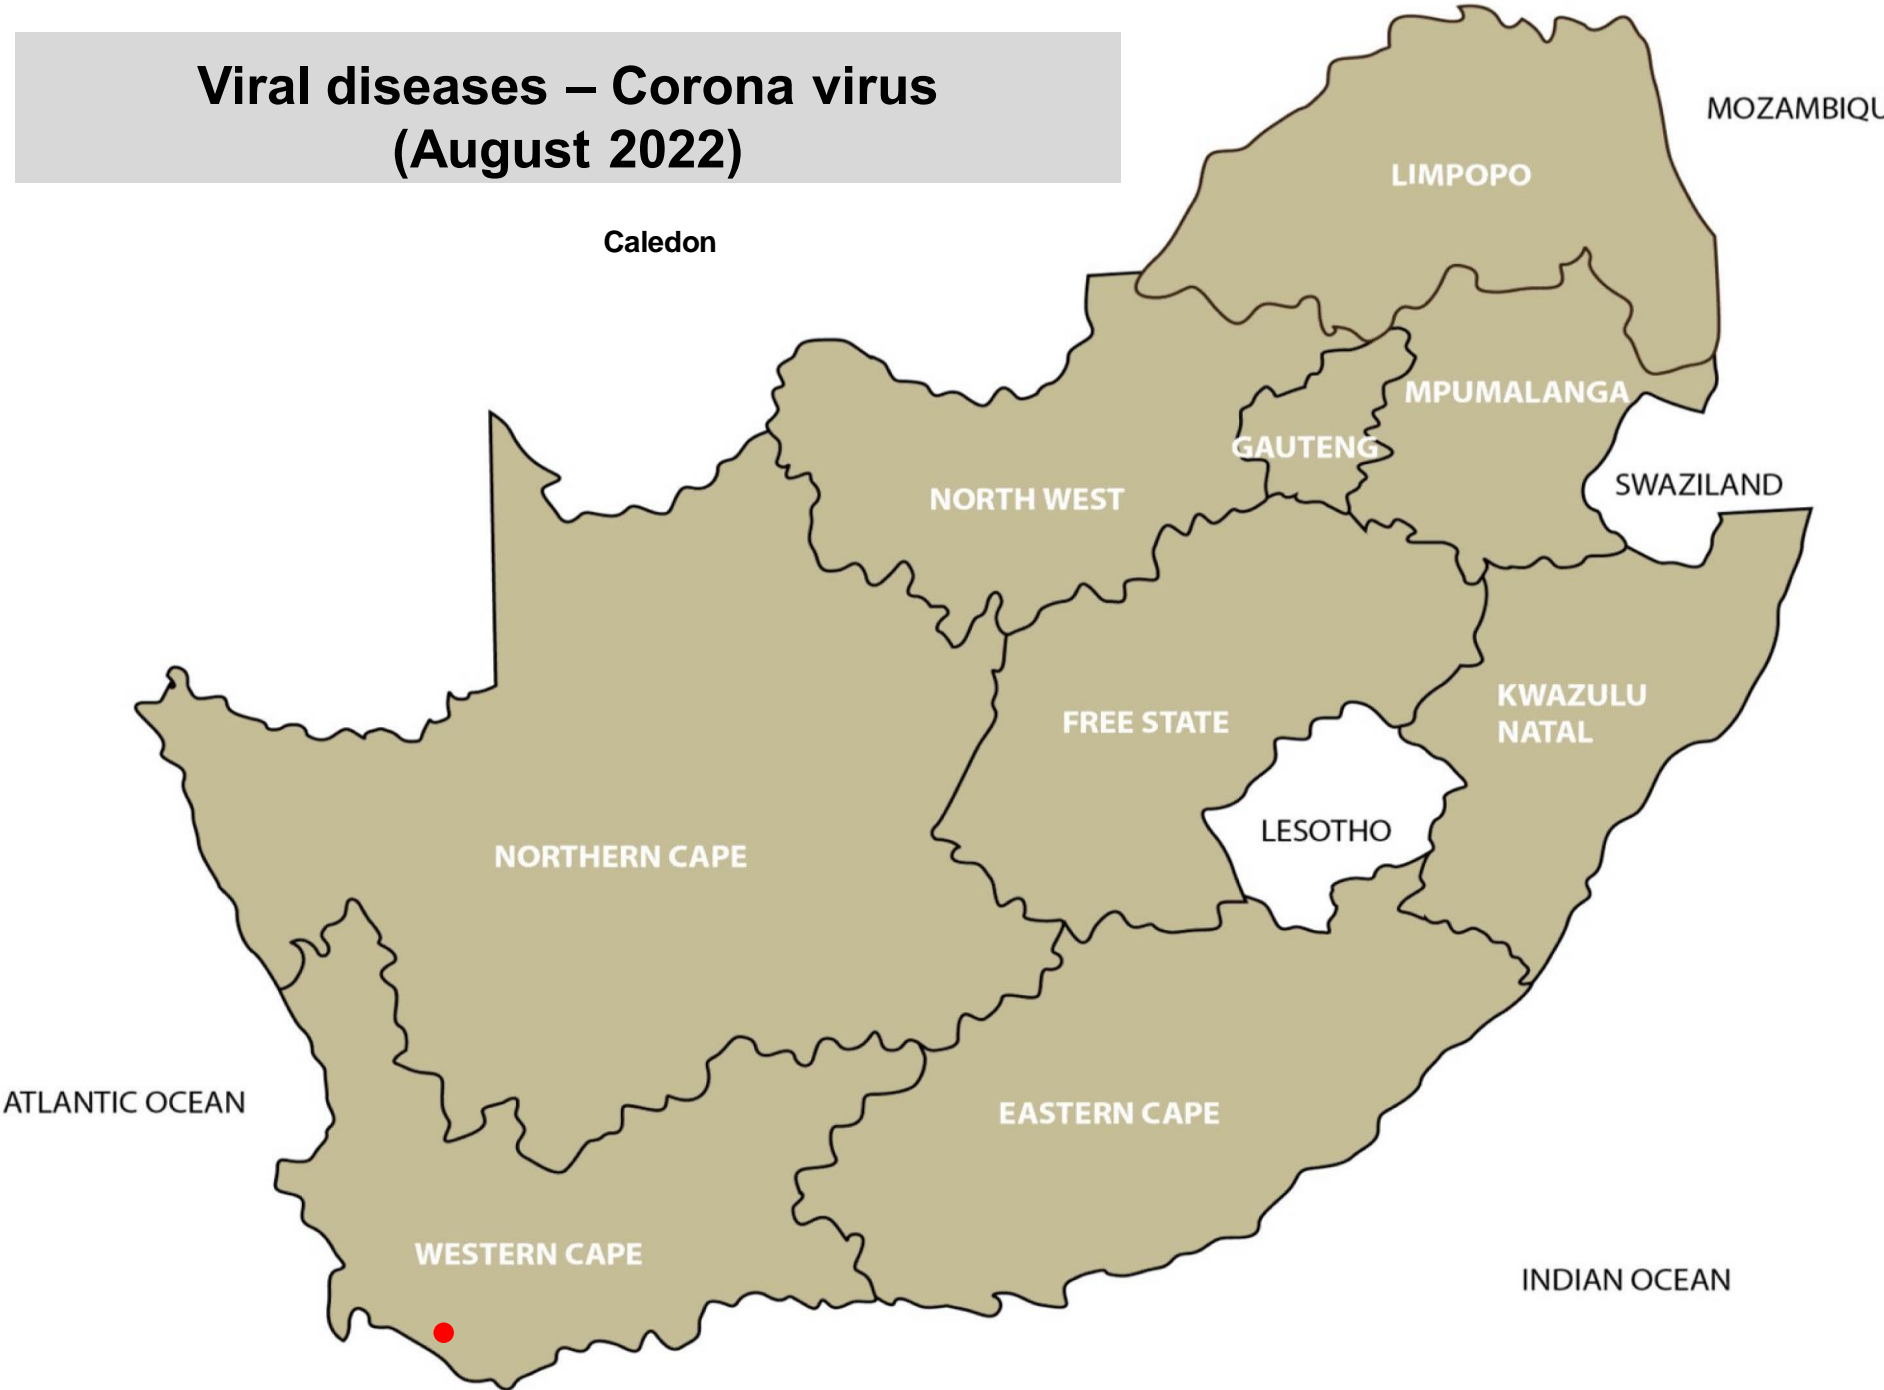 Viral diseases – Corona virus
(August 2022)
Caledon
MOZAMBIQU
LIMPOPO
MPUMALANGA
GAUTENG
SWAZILAND
NORTH WEST
KWAZULU
NATAL
FREE STATE
LESOTHO
NORTHERN CAPE
ATLANTIC OCEAN
EASTERN CAPE
WESTERN CAPE
INDIAN OCEAN